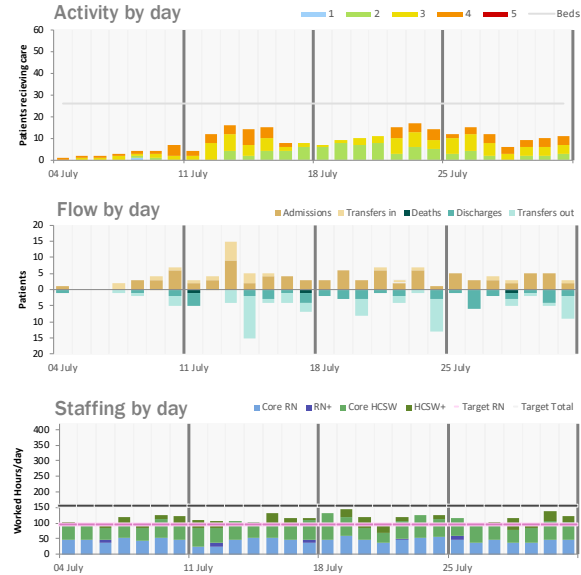 Activity by day
1 2 3 4 5 Beds
Patients recieving care
60
50
40
30
20
10
0
04 July 11 July 18 July 25 July
Flow by day
Admissions Transfers in Deaths Discharges Transfers out
Patients
20
15
10
5
0
5
10
15
20
04 July 11 July 18 July 25 July
Staffing by day
Core RN RN+ Core HCSW HCSW+ Target RN Target Total
Worked Hours/day
400
350
300
250
200
150
100
50
0
04 July 11 July 18 July 25 July